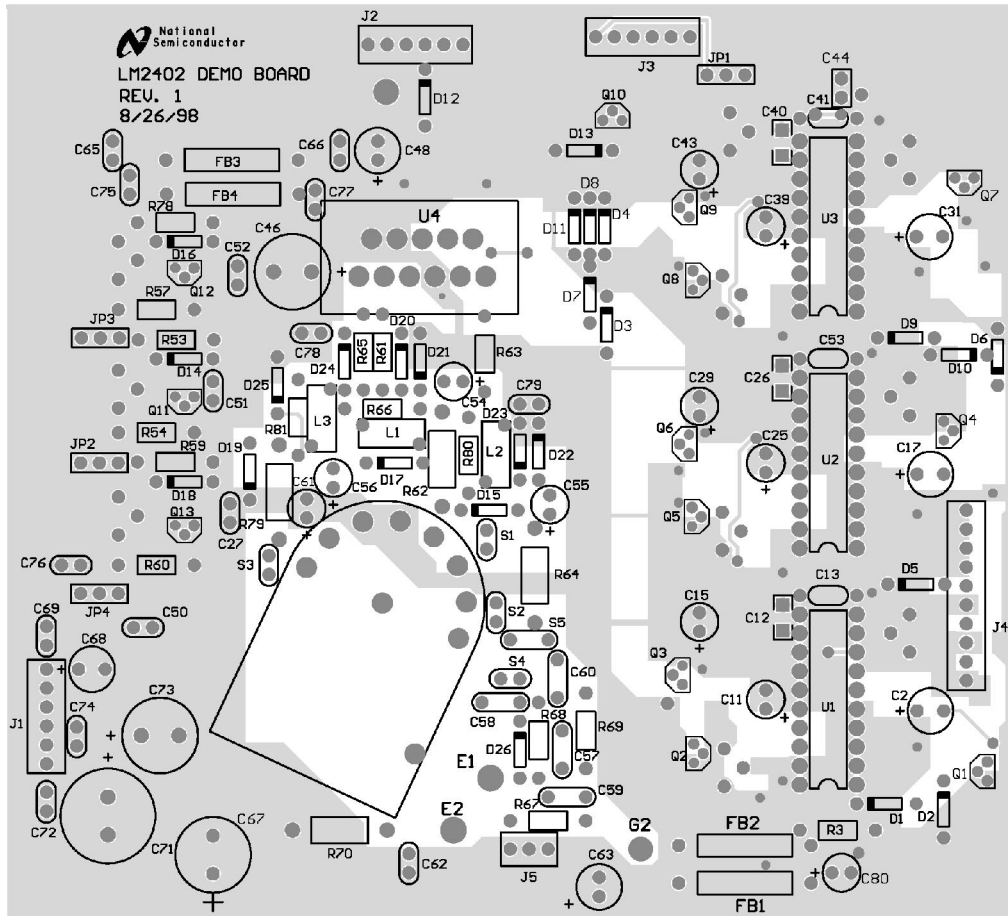 National
Semiconductor
LM2402 DEMO BOARD
REV. 1
8/26/98
J2
J3
JP1
C44
D12
Q10
C40
C41
C65
C66
C48
D13
C43
FB3
C75
FB4
C77
D8
Q7
R78
U4
D11
D4
Q9
C39
U3
C31
C46
D16
C52
Q12
Q8
D7
R57
D3
D20
JP3
R53
C78
R65
R61
D21
R63
D9
D6
D14
D24
C53
D10
D25
C26
C54
C29
C51
Q11
R81
L3
R66
D23
C79
Q4
R54
L1
Q6
JP2
R59
D19
R80
L2
D22
C25
U2
C17
D17
D18
C56
R62
C61
D15
C55
Q13
R79
C27
Q5
S1
C76
R60
S3
R64
D5
JP4
C13
C69
C50
S2
C15
C12
J4
S5
C68
Q3
S4
C60
C73
C58
C11
U1
C2
C74
J1
R68
R69
D26
C57
Q2
E1
Q1
C59
C72
R67
D1
D2
E2
C67
G2
FB2
R3
C71
R70
C62
J5
C63
C80
FB1